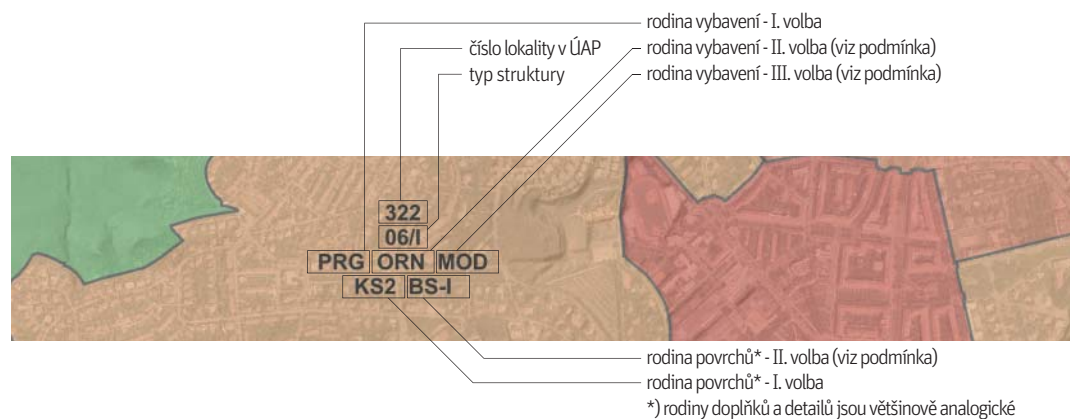 rodina vybavení - I. volba
číslo lokality v ÚAP
rodina vybavení - II. volba (viz podmínka)
typ struktury
rodina vybavení - III. volba (viz podmínka)
322
06/I
PRG ORN MOD
KS2 BS-I
rodina povrchů* - II. volba (viz podmínka)
rodina povrchů* - I. volba
*) rodiny doplňků a detailů jsou většinově analogické